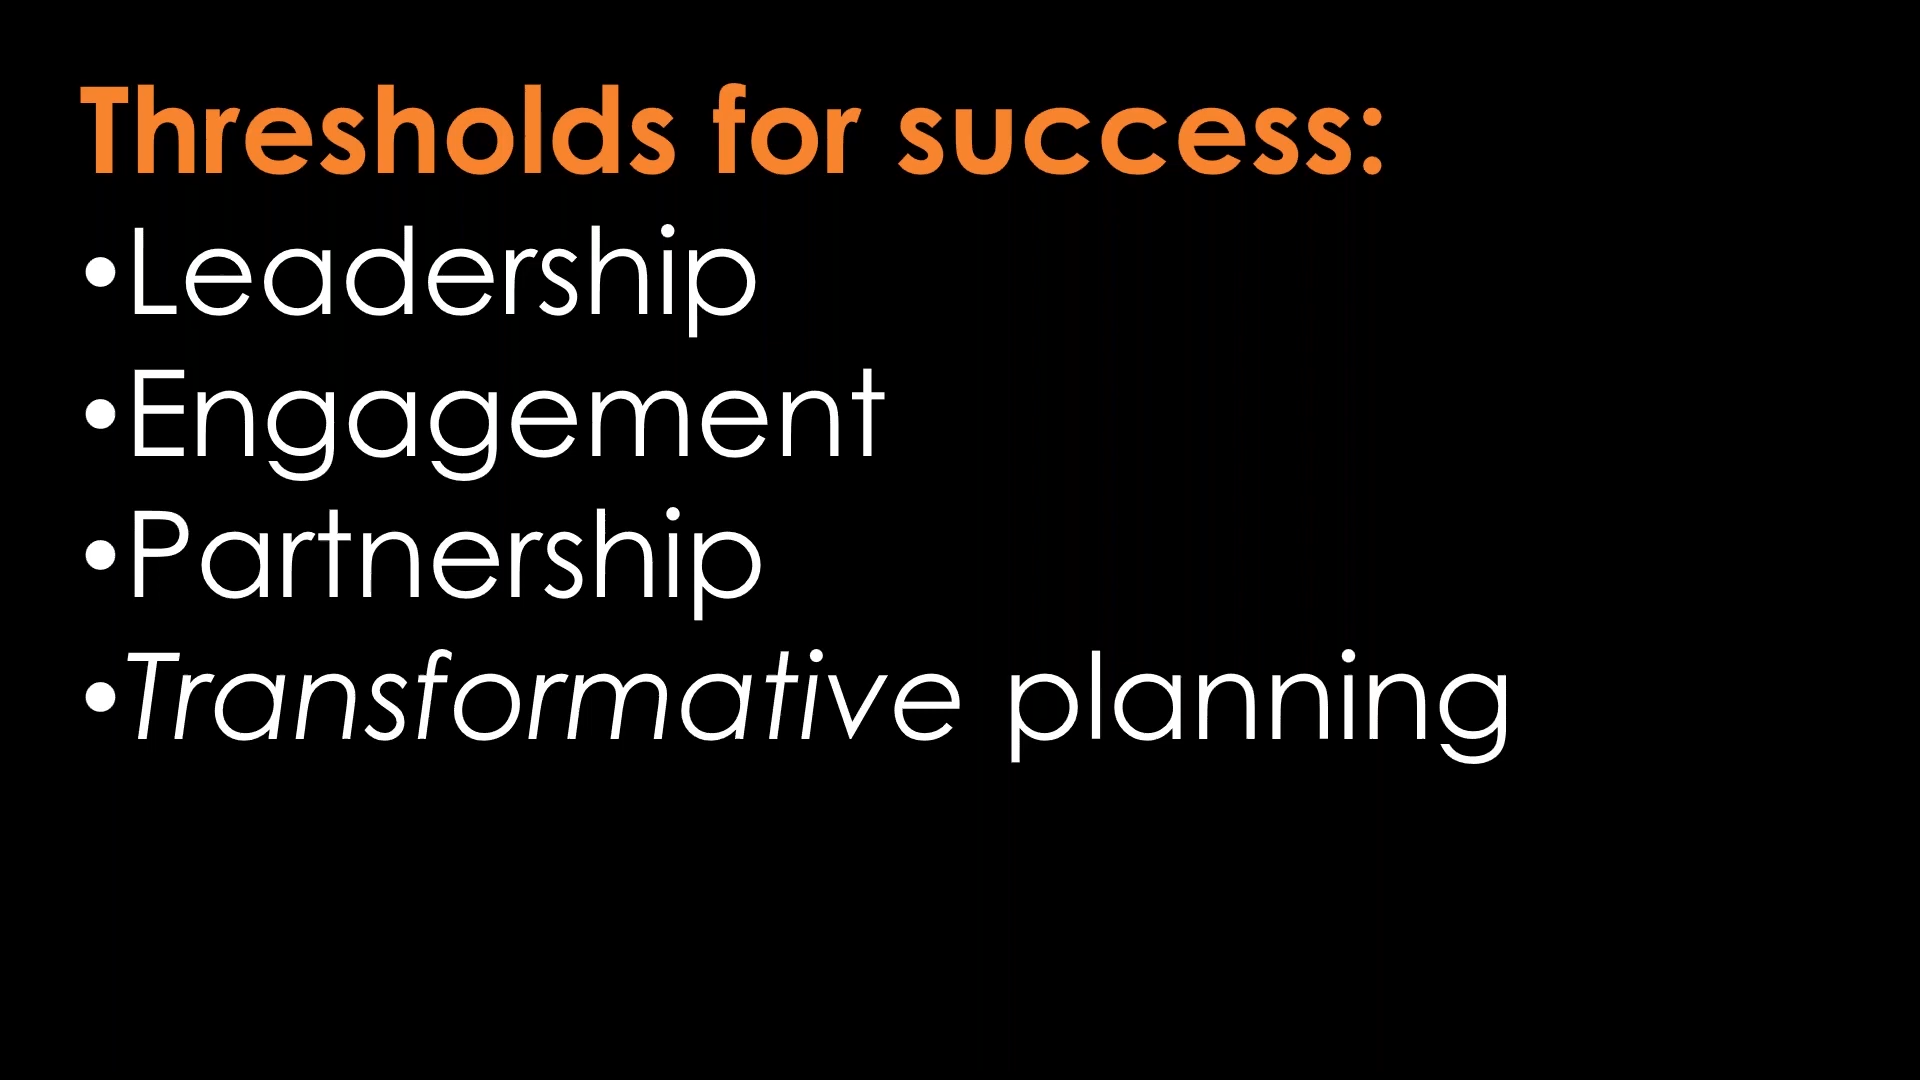 Thresholds for success:
•Leadership
•Engagement
•Partnership
•Transformative planning